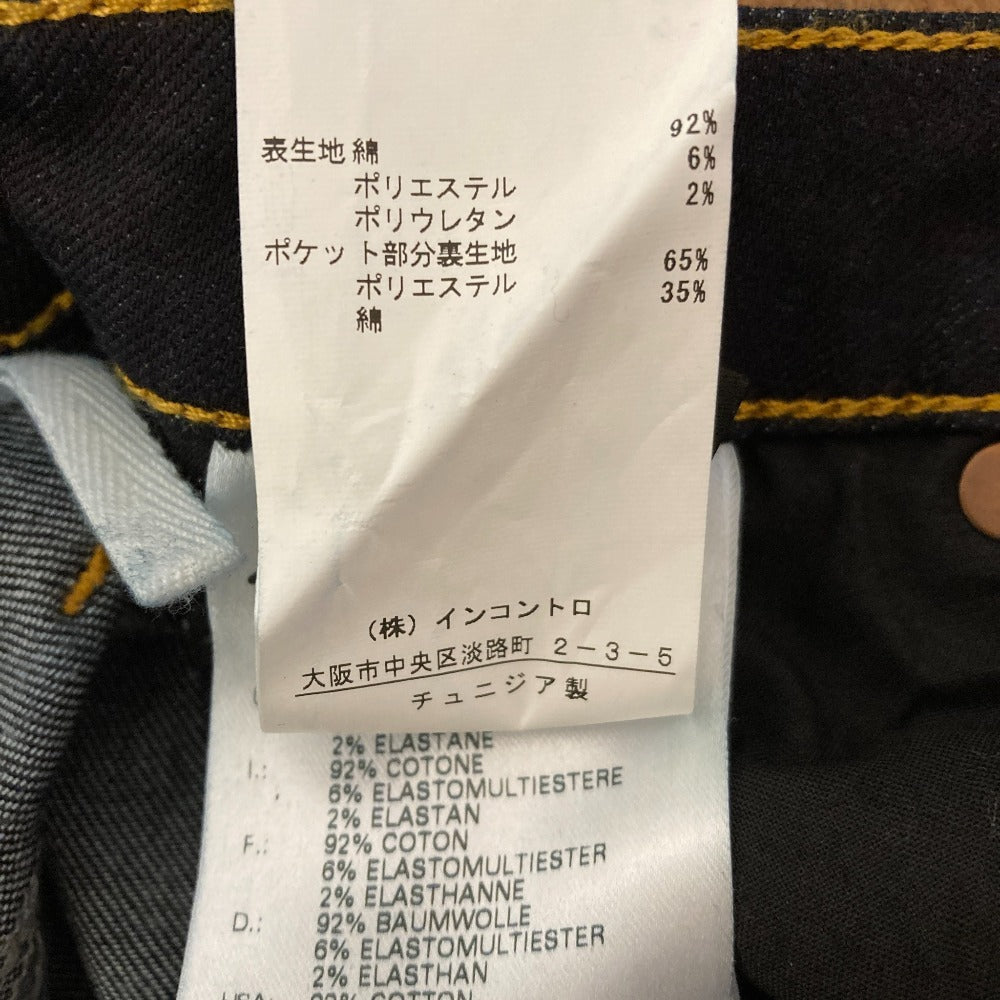 表生地 綿 92%
ポリエステル 6%
ポリウレタン 2%
ポケット部分裏生地
ポリエステル 65%
綿 35%
（株）インコントロ
大阪市中央区淡路町 2-3-5
チュニジア製
2% ELASTANE
I.: 92% COTONE
6% ELASTOMULTIESTERE
2% ELASTAN
F.: 92% COTON
6% ELASTOMULTIESTER
2% ELASTHANNE
D.: 92% BAUMWOLLE
6% ELASTOMULTIESTER
2% ELASTHAN
USA: 92% COTTON